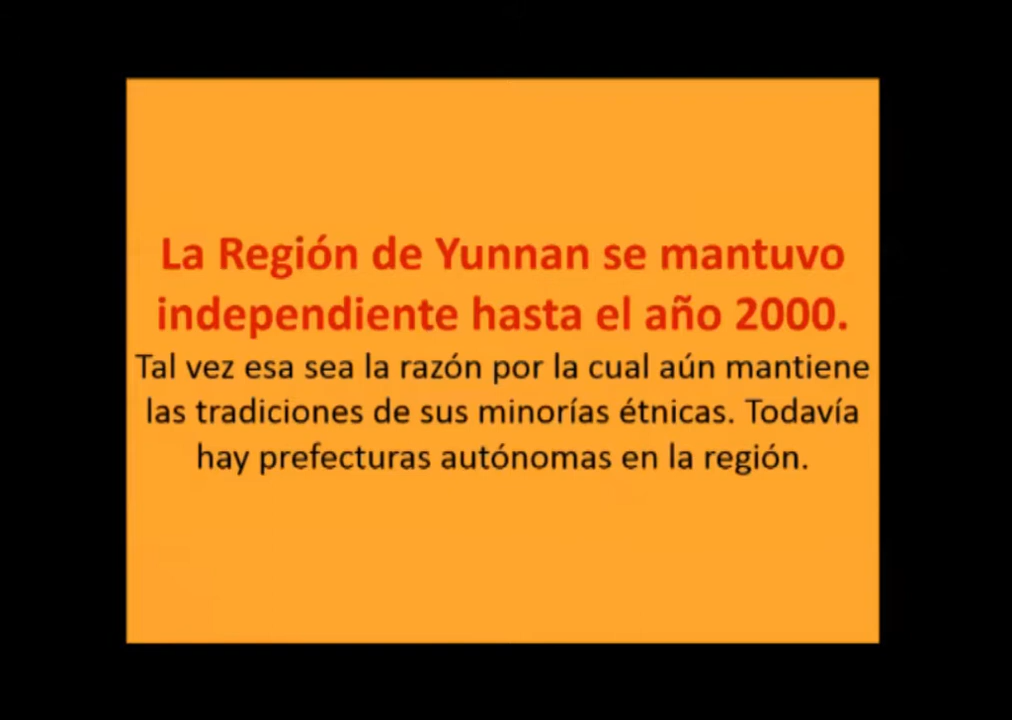 La Región de Yunnan se mantuvo
independiente hasta el año 2000.
Tal vez esa sea la razón por la cual aún mantiene
las tradiciones de sus minorías étnicas. Todavía
hay prefecturas autónomas en la región.